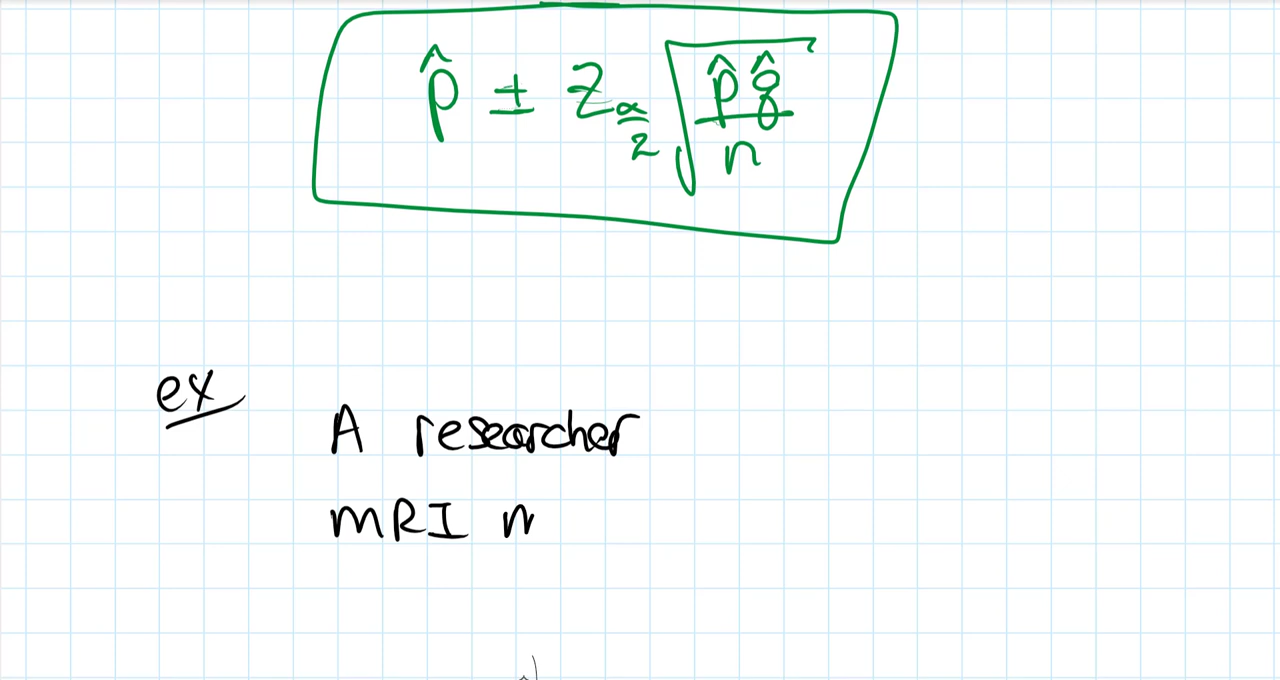 p̂ ± Z_{α/2} √(p̂q̂/n)
ex
A researcher
MRI m